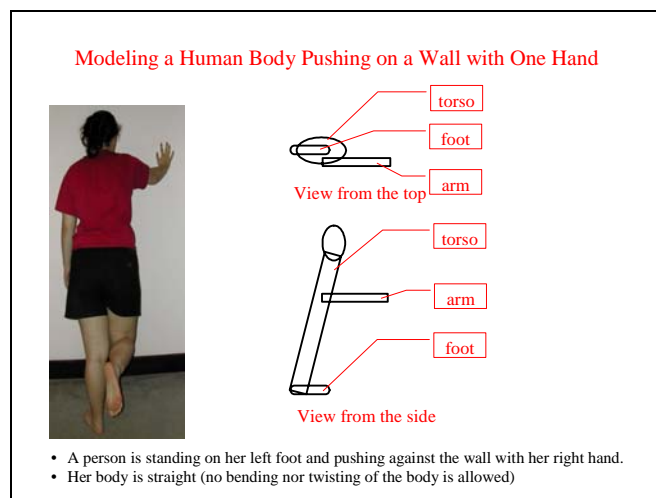 Modeling a Human Body Pushing on a Wall with One Hand
torso
foot
arm
View from the top
torso
arm
foot
View from the side
• A person is standing on her left foot and pushing against the wall with her right hand.
• Her body is straight (no bending nor twisting of the body is allowed)